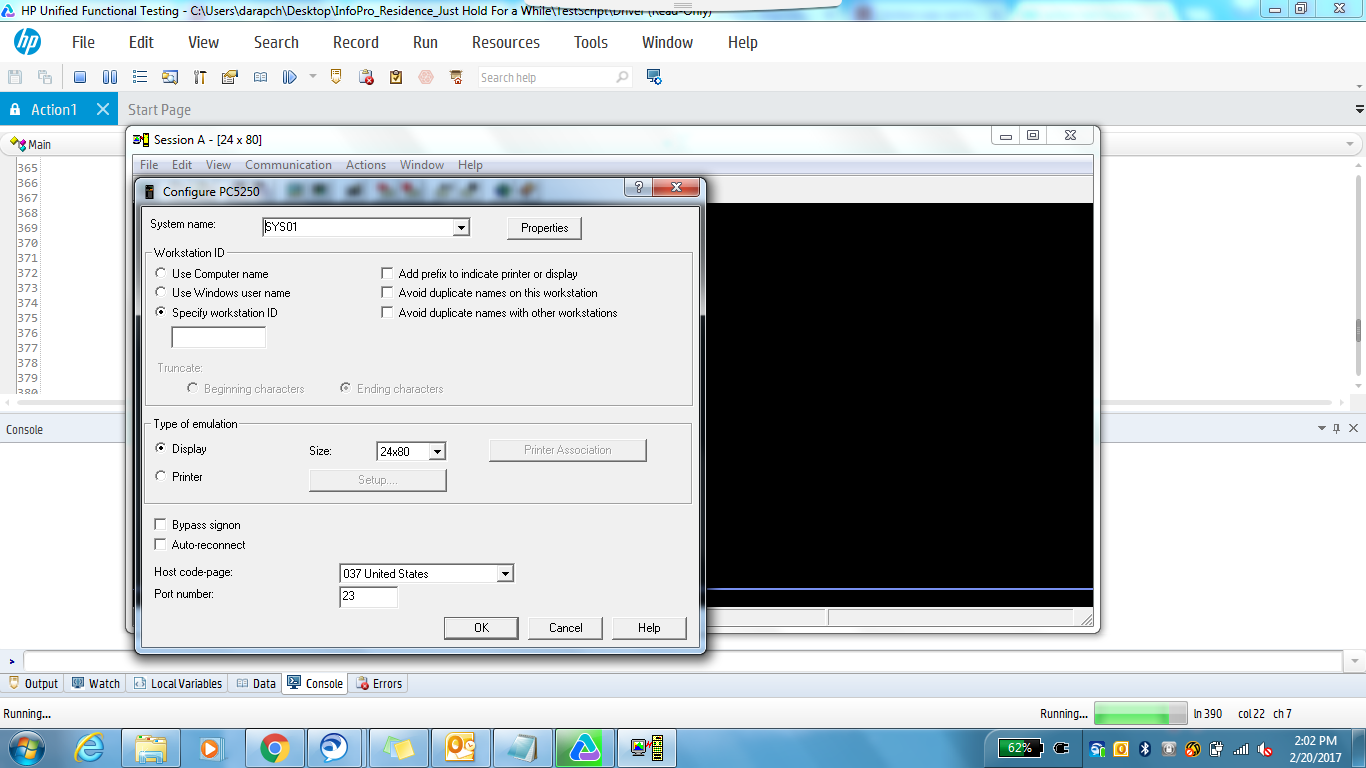 HP Unified Functional Testing - C:\Users\darapch\Desktop\InfoPro_Residence_Just Hold For a While\TestScript\Driver (Read-Only)
hp File Edit View Search Record Run Resources Tools Window Help
Search help
Action1 Start Page
Main
Session A - [24 x 80]
File Edit View Communication Actions Window Help
365
366
367
368
369
370
371
372
373
374
375
376
377
378
379
380
Configure PC5250
System name: SYS01 Properties
Workstation ID
Use Computer name Add prefix to indicate printer or display
Use Windows user name Avoid duplicate names on this workstation
Specify workstation ID Avoid duplicate names with other workstations
Truncate:
Beginning characters Ending characters
Type of emulation
Display Size: 24x80 Printer Association
Printer Setup....
Bypass signon
Auto-reconnect
Host code-page: 037 United States
Port number: 23
OK Cancel Help
Console
>
Output Watch Local Variables Data Console Errors
Running... Running... ln 390 col 22 ch 7
62% 2:02 PM
2/20/2017